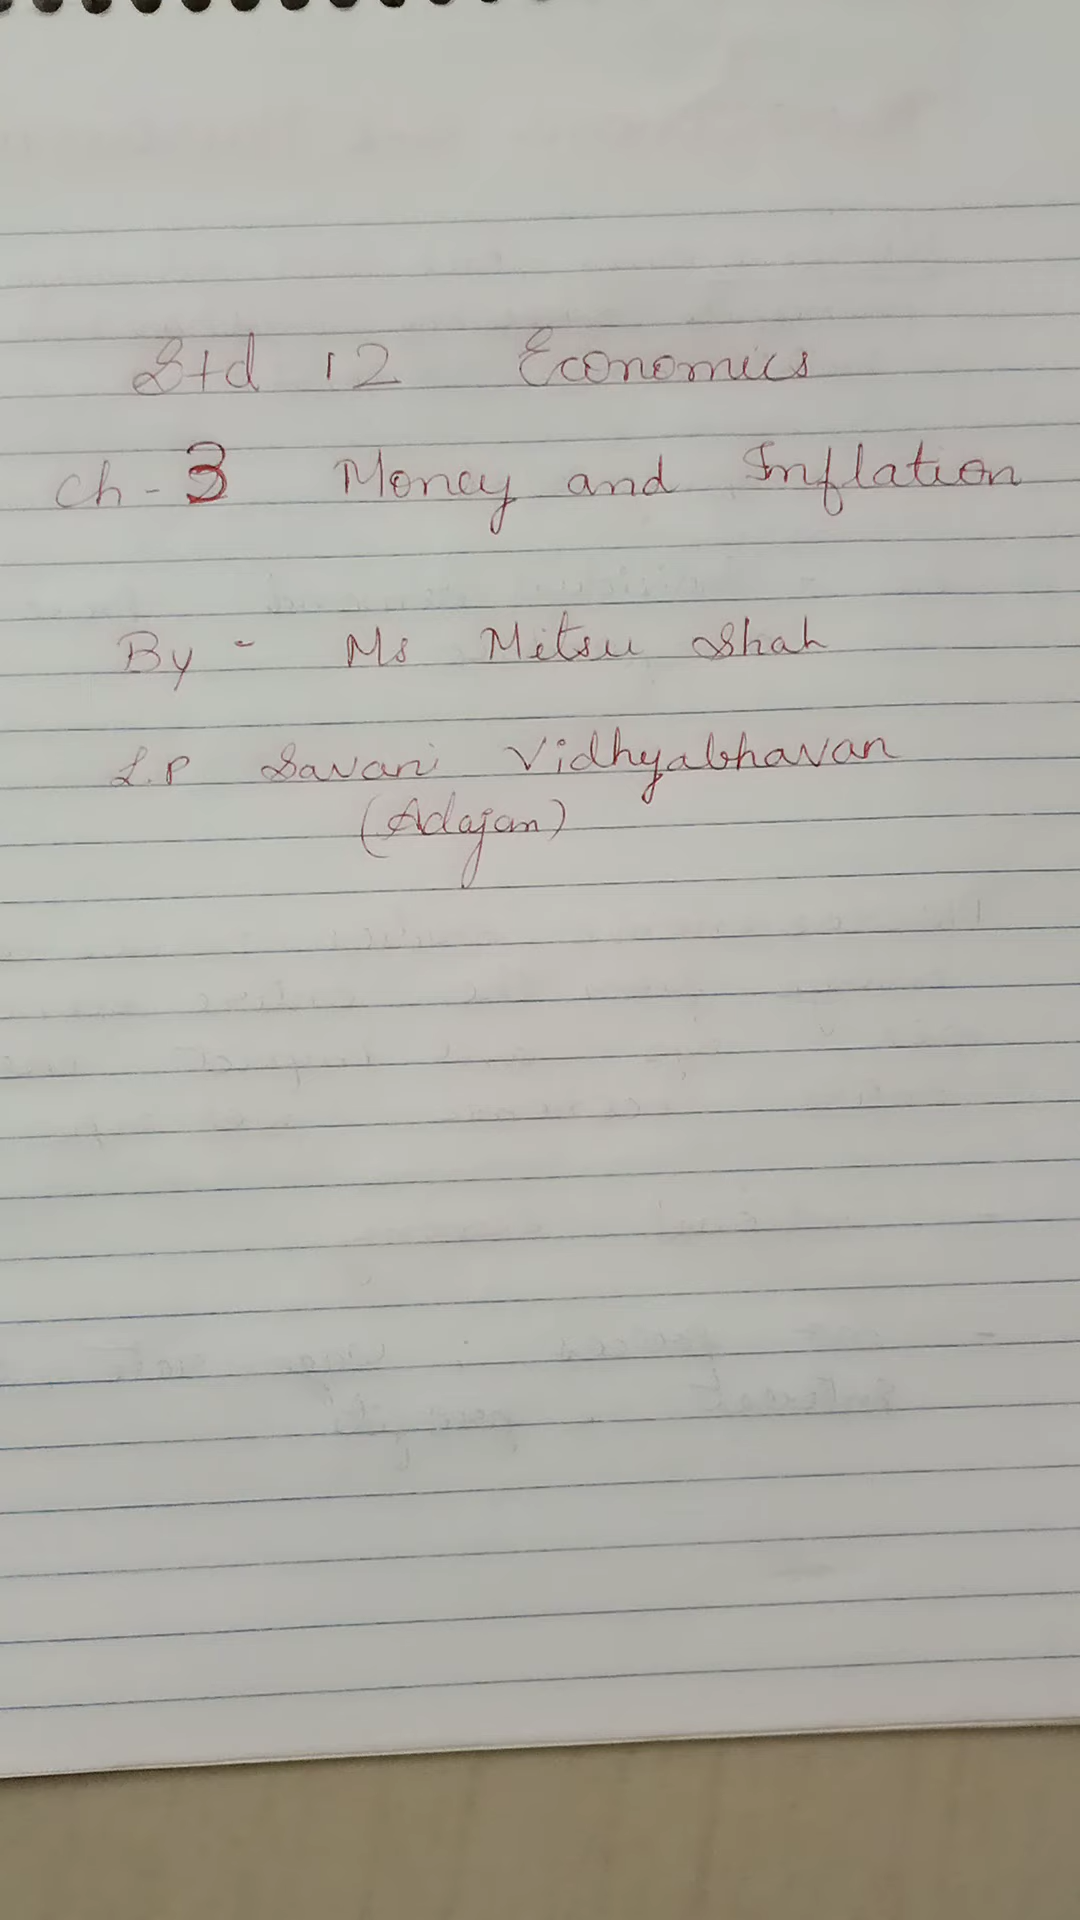 Std 12 Economics
Ch - 3 Money and Inflation
By - Ms Mitsu Shah
L.P Savani Vidhyabhavan
(Adajan)